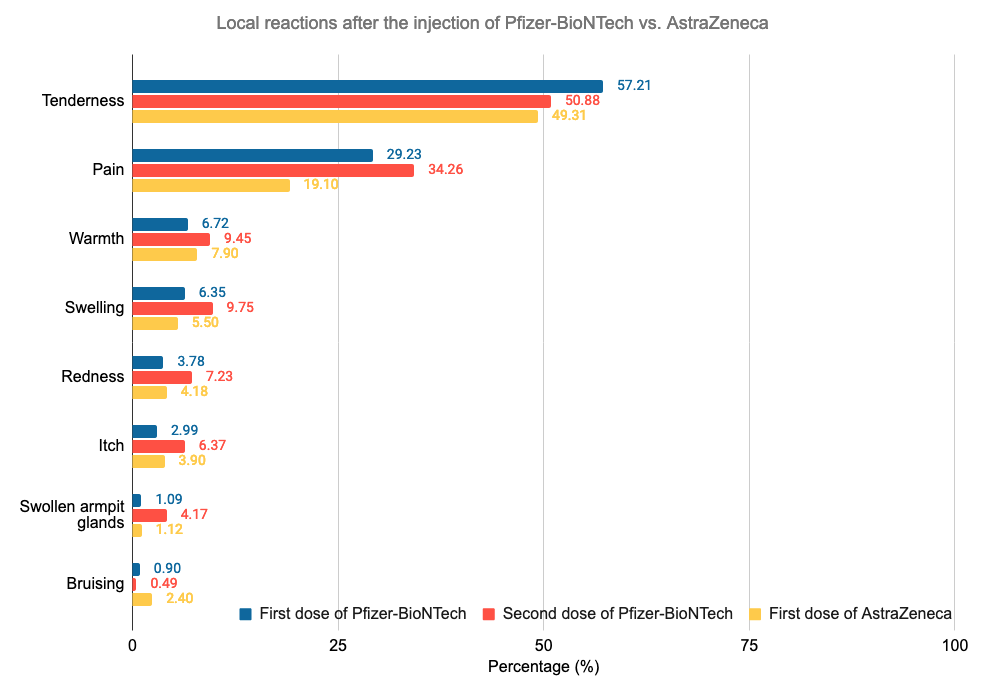 Local reactions after the injection of Pfizer-BioNTech vs. AstraZeneca
Tenderness
57.21
50.88
49.31
Pain
29.23
34.26
19.10
Warmth
6.72
9.45
7.90
Swelling
6.35
9.75
5.50
Redness
3.78
7.23
4.18
Itch
2.99
6.37
3.90
Swollen armpit
glands
1.09
4.17
1.12
Bruising
0.90
0.49
2.40
First dose of Pfizer-BioNTech Second dose of Pfizer-BioNTech First dose of AstraZeneca
0 25 50 75 100
Percentage (%)